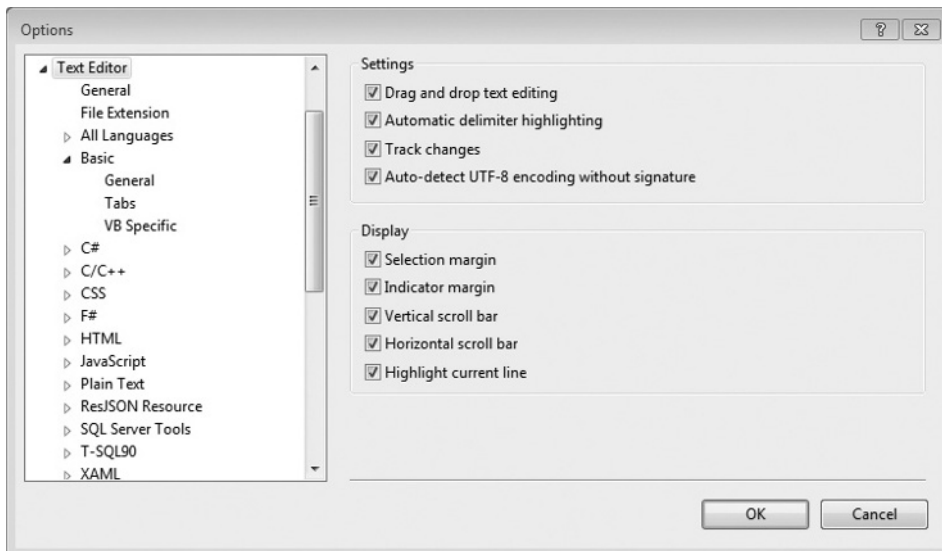 Options
Text Editor
General
File Extension
All Languages
Basic
General
Tabs
VB Specific
C#
C/C++
CSS
F#
HTML
JavaScript
Plain Text
ResJSON Resource
SQL Server Tools
T-SQL90
XAML
Settings
Drag and drop text editing
Automatic delimiter highlighting
Track changes
Auto-detect UTF-8 encoding without signature
Display
Selection margin
Indicator margin
Vertical scroll bar
Horizontal scroll bar
Highlight current line
OK
Cancel